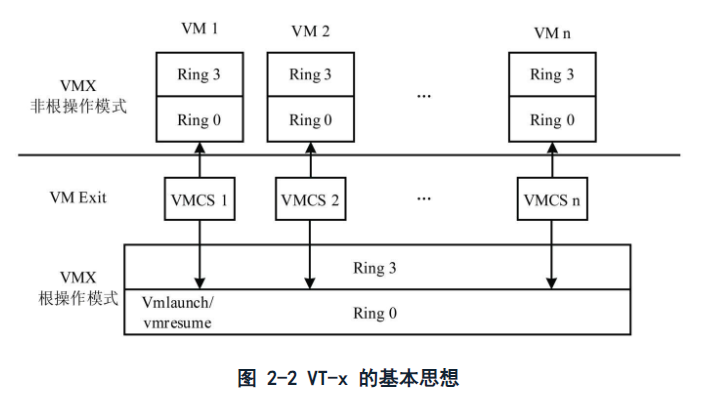 VM 1
VM 2
VM n
VMX
非根操作模式
Ring 3
Ring 3
...
Ring 3
Ring 0
Ring 0
Ring 0
VM Exit
VMCS 1
VMCS 2
...
VMCS n
VMX
根操作模式
Ring 3
Vmlaunch/
vmresume
Ring 0
图 2-2 VT-x 的基本思想